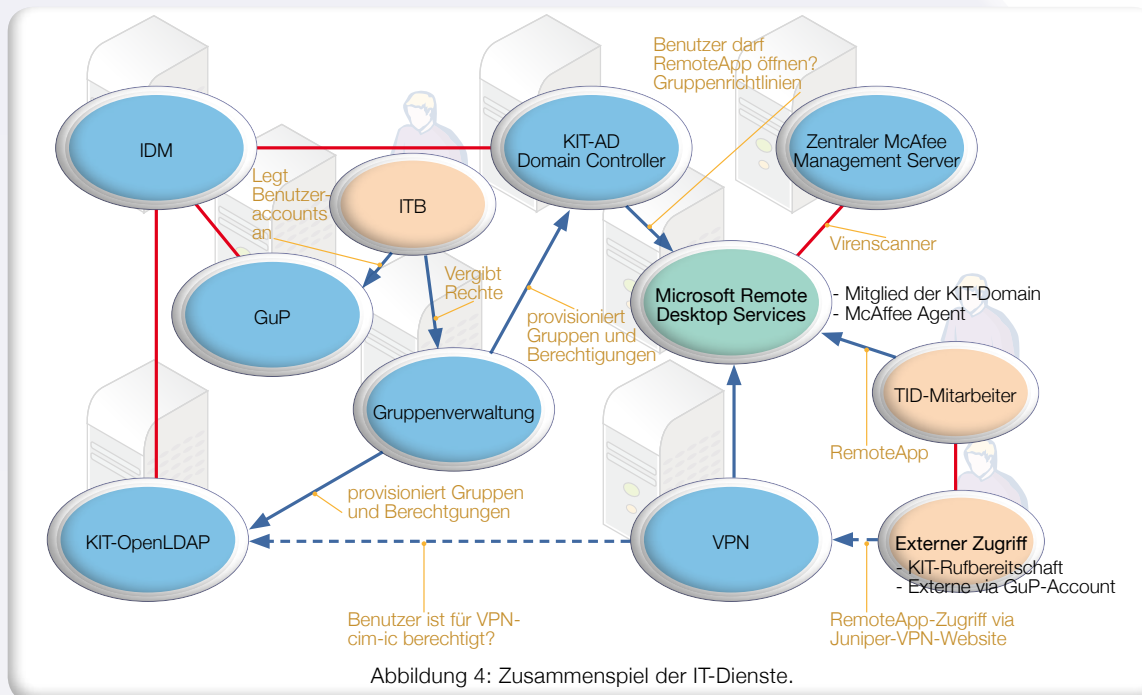 Benutzer darf
RemoteApp öffnen?
Gruppenrichtlinien
IDM
KIT-AD
Domain Controller
Zentraler McAfee
Management Server
Legt
Benutzer-
accounts
an
ITB
Virenscanner
Vergibt
Rechte
GuP
Microsoft Remote
Desktop Services
- Mitglied der KIT-Domain
- McAffee Agent
provisioniert
Gruppen und
Berechtigungen
Gruppenverwaltung
TID-Mitarbeiter
RemoteApp
provisioniert Gruppen
und Berechtgungen
KIT-OpenLDAP
VPN
Externer Zugriff
- KIT-Rufbereitschaft
- Externe via GuP-Account
Benutzer ist für VPN-
cim-ic berechtigt?
RemoteApp-Zugriff via
Juniper-VPN-Website
Abbildung 4: Zusammenspiel der IT-Dienste.